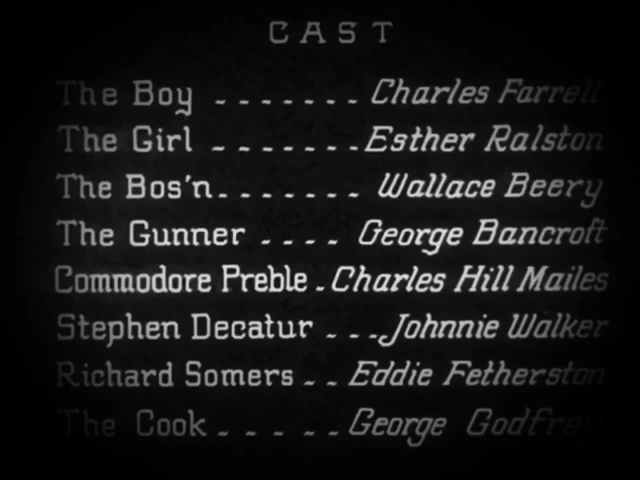 CAST
The Boy - - - - - - - Charles Farrell
The Girl - - - - - - - Esther Ralston
The Bos'n - - - - - - - Wallace Beery
The Gunner - - - - George Bancroft
Commodore Preble - Charles Hill Mailes
Stephen Decatur - - - Johnnie Walker
Richard Somers - - Eddie Fetherston
The Cook - - - - - George Godfrey